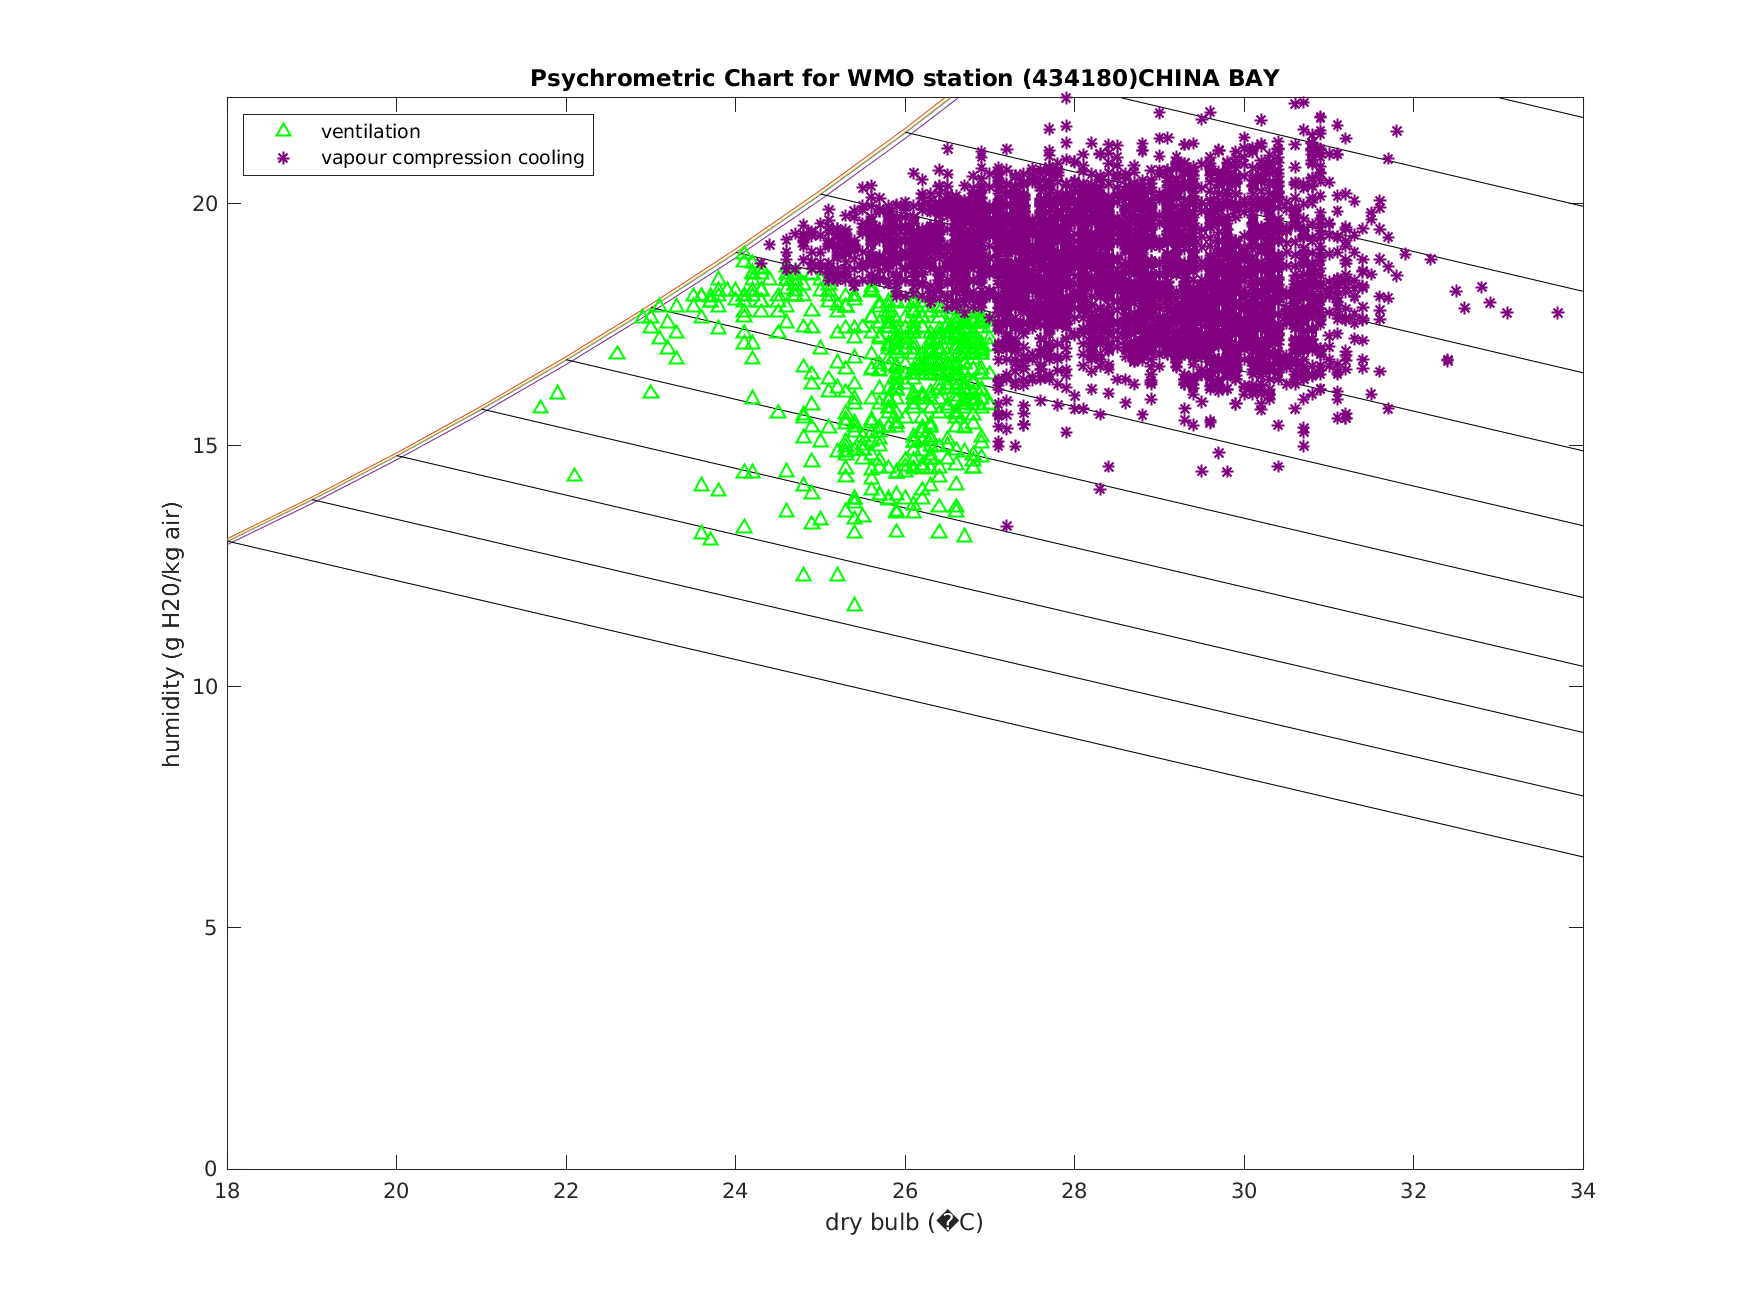 Psychrometric Chart for WMO station (434180)CHINA BAY
ventilation
vapour compression cooling
20
15
10
5
0
humidity (g H20/kg air)
18 20 22 24 26 28 30 32 34
dry bulb (�C)